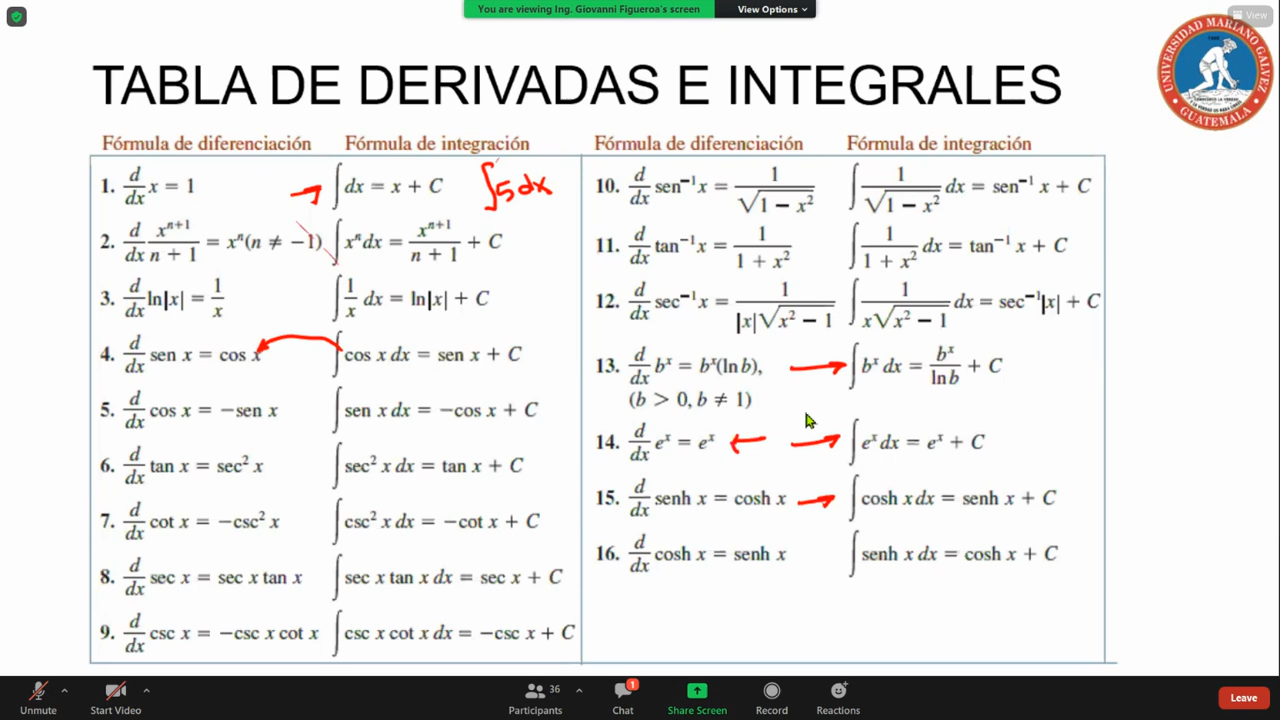 You are viewing Ing. Giovanni Figueroa's screen
View Options
View
TABLA DE DERIVADAS E INTEGRALES
UNIVERSIDAD MARIANO GÁLVEZ
GUATEMALA
Fórmula de diferenciación Fórmula de integración
1. d/dx x = 1 ∫ dx = x + C ∫5dx
2. d/dx x^(n+1)/(n + 1) = x^n (n ≠ −1) ∫ x^n dx = x^(n+1)/(n + 1) + C
3. d/dx ln|x| = 1/x ∫ 1/x dx = ln|x| + C
4. d/dx sen x = cos x ∫ cos x dx = sen x + C
5. d/dx cos x = −sen x ∫ sen x dx = −cos x + C
6. d/dx tan x = sec² x ∫ sec² x dx = tan x + C
7. d/dx cot x = −csc² x ∫ csc² x dx = −cot x + C
8. d/dx sec x = sec x tan x ∫ sec x tan x dx = sec x + C
9. d/dx csc x = −csc x cot x ∫ csc x cot x dx = −csc x + C
Fórmula de diferenciación Fórmula de integración
10. d/dx sen⁻¹ x = 1/√(1 − x²) ∫ 1/√(1 − x²) dx = sen⁻¹ x + C
11. d/dx tan⁻¹ x = 1/(1 + x²) ∫ 1/(1 + x²) dx = tan⁻¹ x + C
12. d/dx sec⁻¹ x = 1/(|x|√(x² − 1)) ∫ 1/(x√(x² − 1)) dx = sec⁻¹|x| + C
13. d/dx b^x = b^x(ln b), ∫ b^x dx = b^x/ln b + C
(b > 0, b ≠ 1)
14. d/dx e^x = e^x ∫ e^x dx = e^x + C
15. d/dx senh x = cosh x ∫ cosh x dx = senh x + C
16. d/dx cosh x = senh x ∫ senh x dx = cosh x + C
Unmute Start Video Participants 36 Chat 1 Share Screen Record Reactions Leave